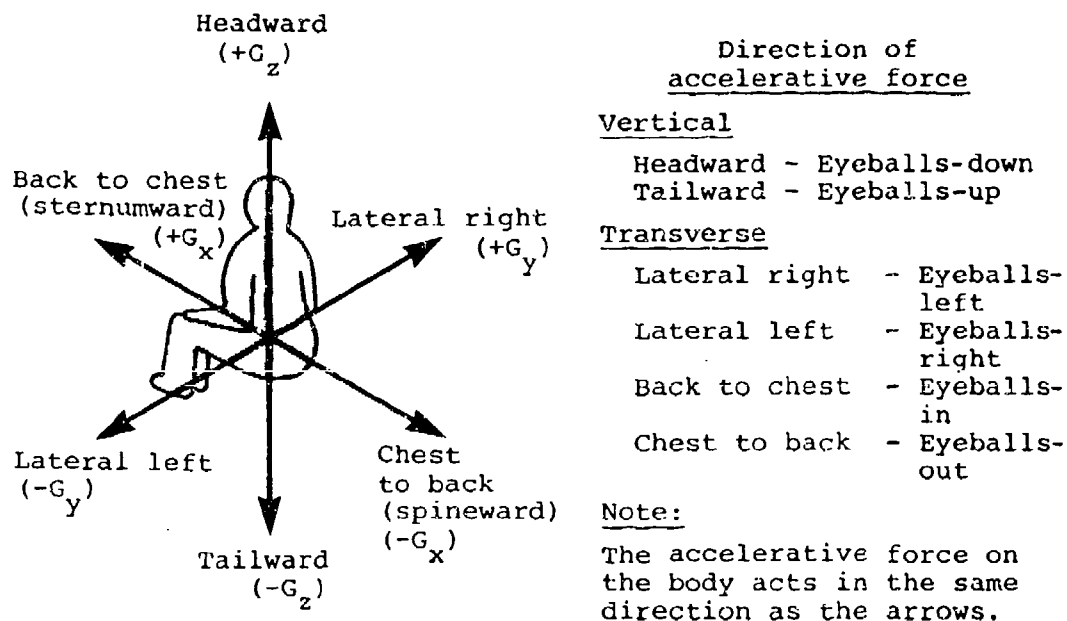 Headward
(+Gz)
Back to chest
(sternumward)
(+Gx)
Lateral right
(+Gy)
Lateral left
(-Gy)
Chest
to back
(spineward)
(-Gx)
Tailward
(-Gz)
Direction of
accelerative force
Vertical
Headward - Eyeballs-down
Tailward - Eyeballs-up
Transverse
Lateral right - Eyeballs-
left
Lateral left - Eyeballs-
right
Back to chest - Eyeballs-
in
Chest to back - Eyeballs-
out
Note:
The accelerative force on
the body acts in the same
direction as the arrows.